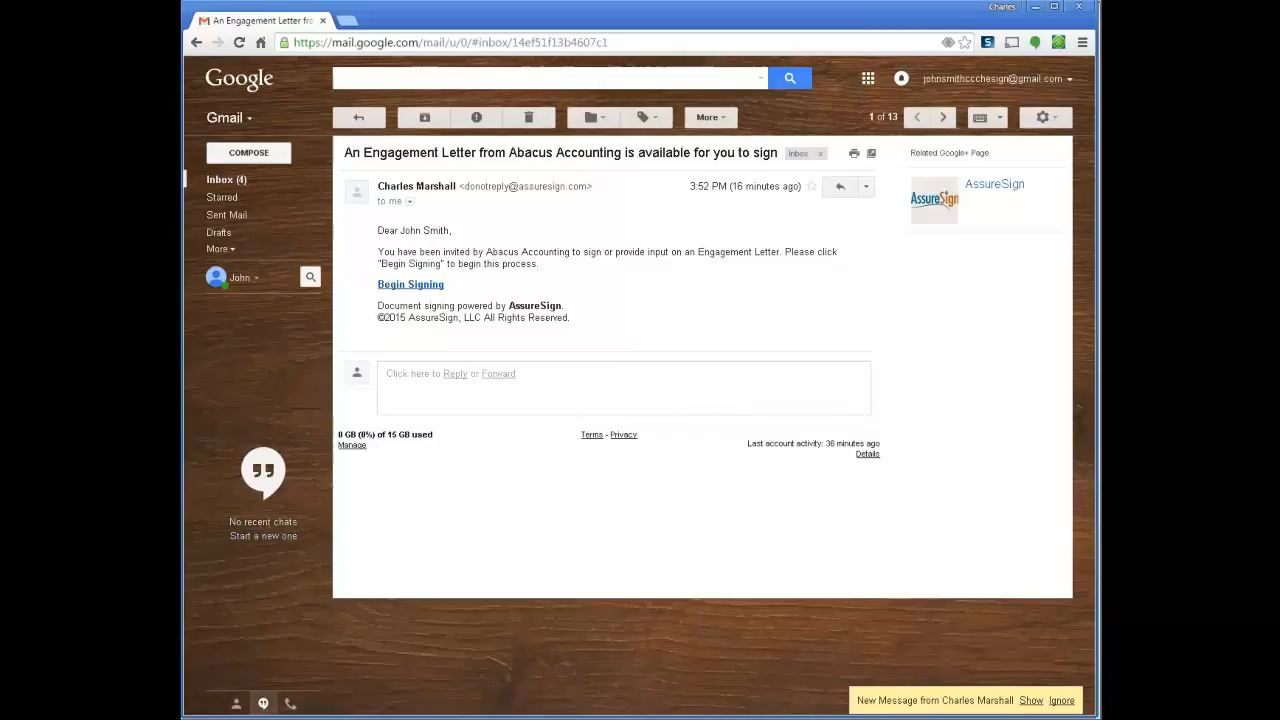 Charles
An Engagement Letter fro
https://mail.google.com/mail/u/0/#inbox/14ef51f13b4607c1
Google
johnsmithccchesign@gmail.com
Gmail
More
1 of 13
COMPOSE
An Engagement Letter from Abacus Accounting is available for you to sign
Inbox x
Related Google+ Page
Inbox (4)
Starred
Sent Mail
Drafts
More
John
Charles Marshall <donotreply@assuresign.com>
3:52 PM (16 minutes ago)
to me
AssureSign
AssureSign
Dear John Smith,
You have been invited by Abacus Accounting to sign or provide input on an Engagement Letter. Please click
"Begin Signing" to begin this process.
Begin Signing
Document signing powered by AssureSign.
©2015 AssureSign, LLC All Rights Reserved.
Click here to Reply or Forward
0 GB (0%) of 15 GB used
Manage
Terms - Privacy
Last account activity: 36 minutes ago
Details
No recent chats
Start a new one
New Message from Charles Marshall Show Ignore